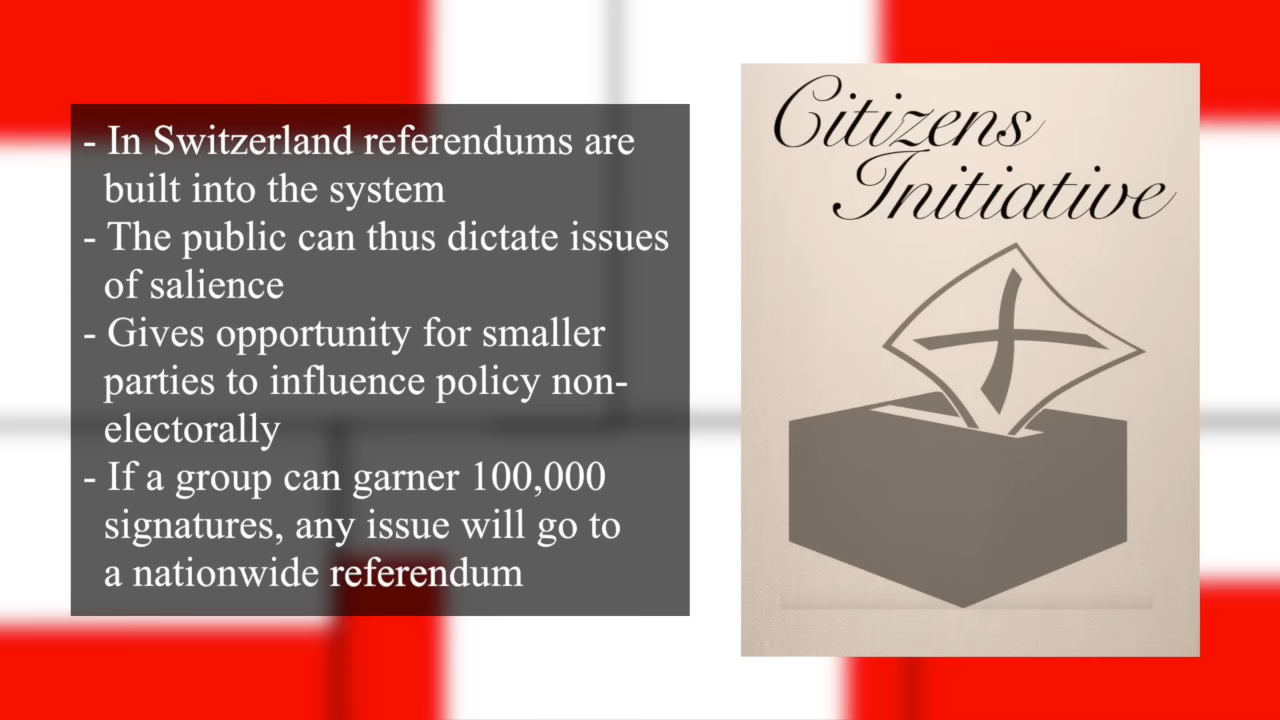 - In Switzerland referendums are
built into the system
- The public can thus dictate issues
of salience
- Gives opportunity for smaller
parties to influence policy non-
electorally
- If a group can garner 100,000
signatures, any issue will go to
a nationwide referendum
Citizens
Initiative